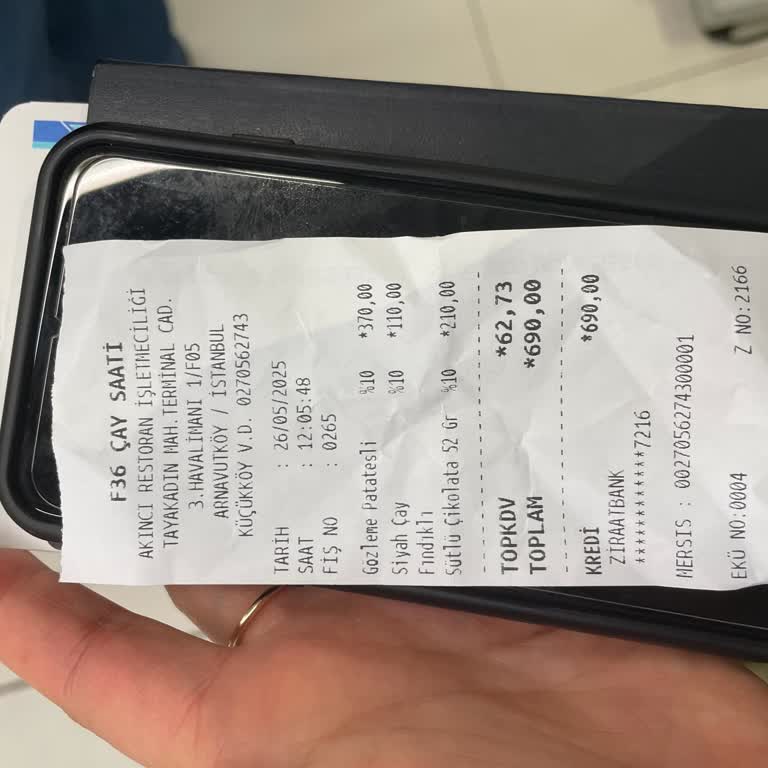 F36 ÇAY SAATİ
AKINCI RESTORAN İŞLETMECİLİĞİ
TAYAKADIN MAH.TERMİNAL CAD.
3.HAVALİMANI 1/F05
ARNAVUTKÖY / İSTANBUL
KÜÇÜKKÖY V.D. 0270562743
TARİH : 26/05/2025
SAAT : 12:05:48
FİŞ NO : 0265
Gözleme Patatesli %10 *370,00
Siyah Çay %10 *110,00
Fındıklı
Sütlü Çikolata 52 Gr %10 *210,00
TOPKDV *62,73
TOPLAM *690,00
KREDİ *690,00
ZİRAATBANK
************7216
MERSIS : 0027056274300001
EKÜ NO:0004 Z NO:2166